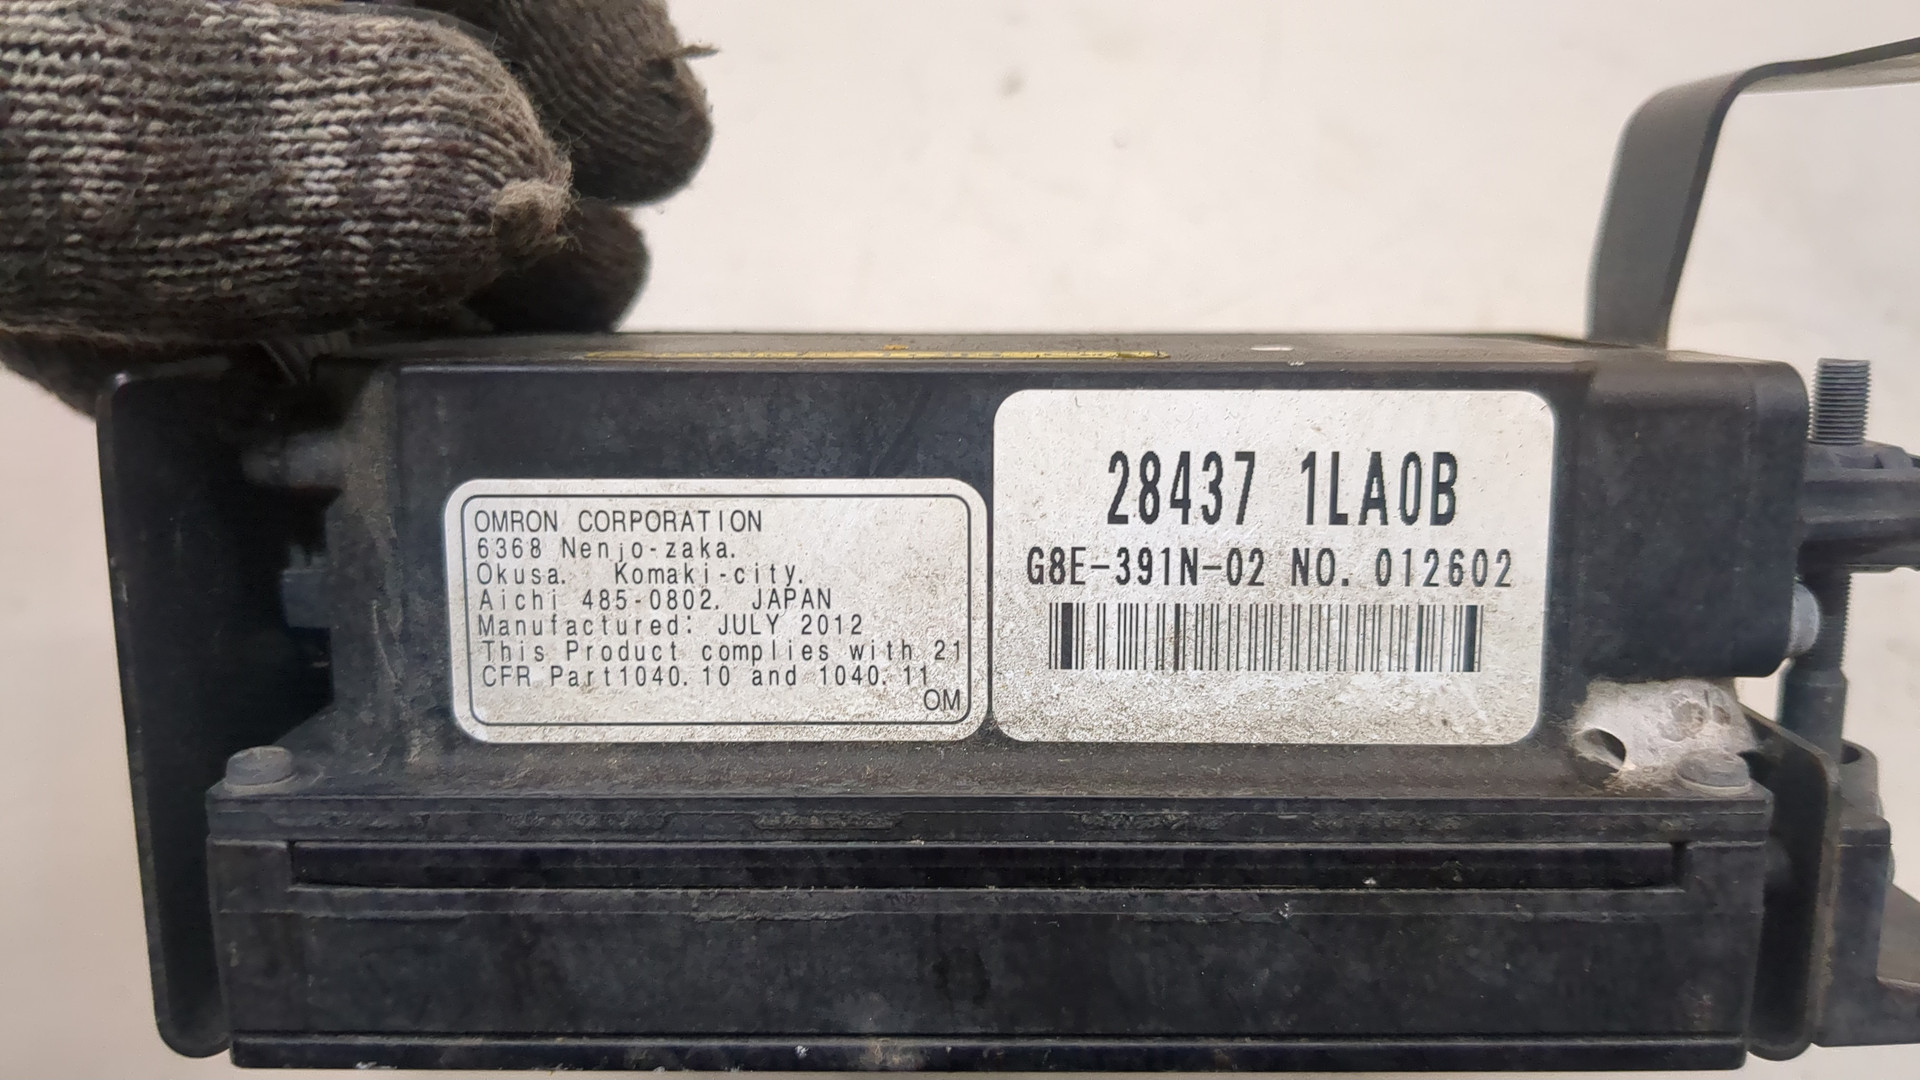 OMRON CORPORATION
6368 Nenjo-zaka.
Okusa. Komaki-city.
Aichi 485-0802. JAPAN
Manufactured: JULY 2012
This Product complies with 21
CFR Part1040.10 and 1040.11
OM
28437 1LA0B
G8E-391N-02 NO. 012602